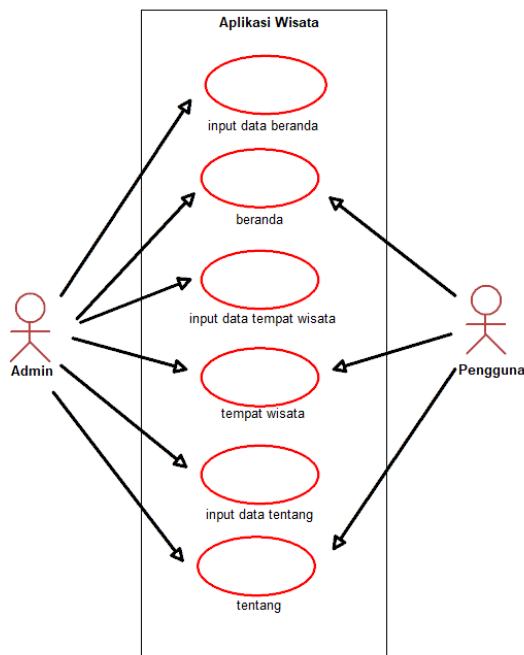 Aplikasi Wisata
input data beranda
beranda
input data tempat wisata
Admin
Pengguna
tempat wisata
input data tentang
tentang